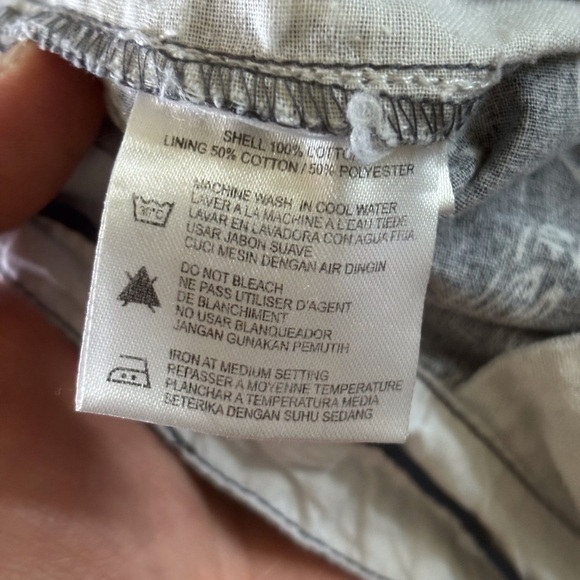 SHELL 100% COTTON
LINING 50% COTTON / 50% POLYESTER
30°C
MACHINE WASH IN COOL WATER
LAVER A LA MACHINE A L'EAU TIEDE
LAVAR EN LAVADORA CON AGUA FRIA
USAR JABON SUAVE
CUCI MESIN DENGAN AIR DINGIN
DO NOT BLEACH
NE PASS UTILISER D'AGENT
DE BLANCHIMENT
NO USAR BLANQUEADOR
JANGAN GUNAKAN PEMUTIH
IRON AT MEDIUM SETTING
REPASSER A MOYENNE TEMPERATURE
PLANCHAR A TEMPERATURA MEDIA
SETERIKA DENGAN SUHU SEDANG